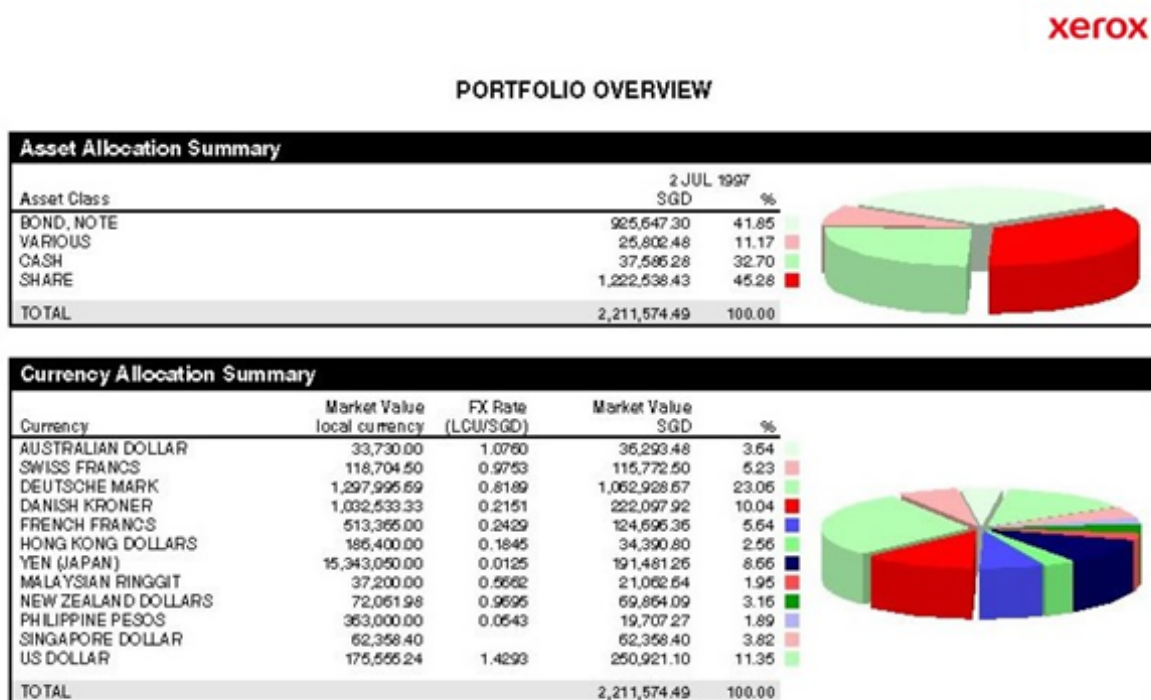 xerox
PORTFOLIO OVERVIEW
Asset Allocation Summary
2 JUL 1997
Asset Class SGD %
BOND, NOTE 925,647.30 41.85
VARIOUS 25,802.48 11.17
CASH 37,586.28 32.70
SHARE 1,222,538.43 45.28
TOTAL 2,211,574.49 100.00
Currency Allocation Summary
Market Value FX Rate Market Value
Currency local currency (LCU/SGD) SGD %
AUSTRALIAN DOLLAR 33,730.00 1.0760 36,293.48 3.64
SWISS FRANCS 118,704.50 0.9753 115,772.50 5.23
DEUTSCHE MARK 1,297,995.69 0.8189 1,062,928.67 23.06
DANISH KRONER 1,032,533.33 0.2151 222,097.92 10.04
FRENCH FRANCS 513,365.00 0.2429 124,696.36 5.64
HONG KONG DOLLARS 186,400.00 0.1845 34,390.80 2.56
YEN (JAPAN) 15,343,050.00 0.0125 191,481.26 8.66
MALAYSIAN RINGGIT 37,200.00 0.5662 21,062.64 1.95
NEW ZEALAND DOLLARS 72,061.98 0.9695 69,864.09 3.16
PHILIPPINE PESOS 363,000.00 0.0543 19,707.27 1.89
SINGAPORE DOLLAR 62,358.40 62,358.40 3.82
US DOLLAR 175,555.24 1.4293 250,921.10 11.35
TOTAL 2,211,574.49 100.00